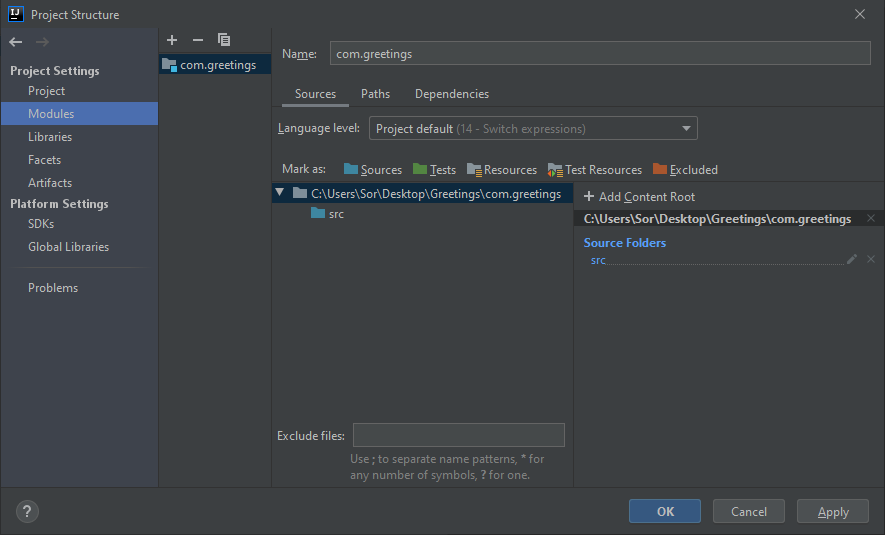 IJ Project Structure
Project Settings
Project
Modules
Libraries
Facets
Artifacts
Platform Settings
SDKs
Global Libraries
Problems
com.greetings
Name: com.greetings
Sources Paths Dependencies
Language level: Project default (14 - Switch expressions)
Mark as: Sources Tests Resources Test Resources Excluded
C:\Users\Sor\Desktop\Greetings\com.greetings
src
+ Add Content Root
C:\Users\Sor\Desktop\Greetings\com.greetings
Source Folders
src
Exclude files:
Use ; to separate name patterns, * for
any number of symbols, ? for one.
? OK Cancel Apply